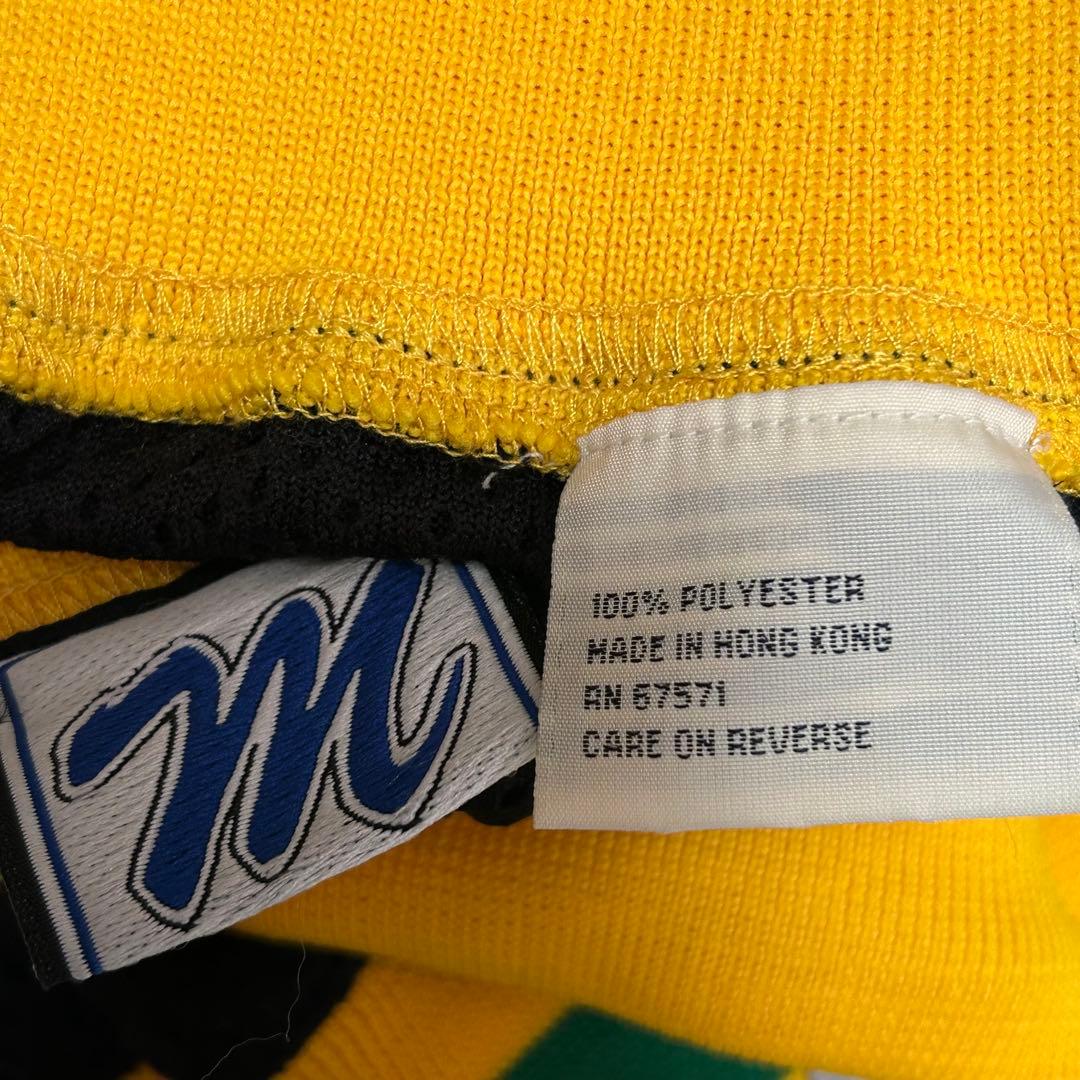 m
100% POLYESTER
MADE IN HONG KONG
RN 67571
CARE ON REVERSE